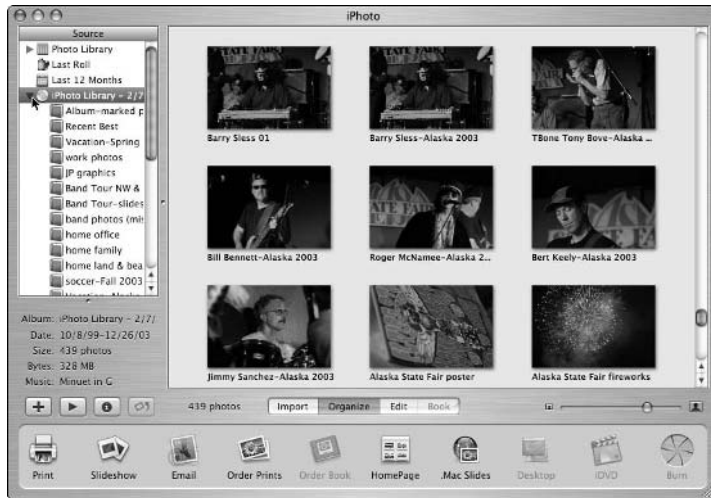 iPhoto
Source
Photo Library
Last Roll
Last 12 Months
iPhoto Library - 2/7/
Album-marked p
Recent Best
Vacation-Spring
work photos
JP graphics
Band Tour NW &
Band Tour-slides
band photos (mis
home office
home family
home land & bea
soccer-Fall 2003
Album: iPhoto Library - 2/7/
Date: 10/8/99-12/26/03
Size: 439 photos
Bytes: 328 MB
Music: Minuet in G
Barry Sless 01
Barry Sless-Alaska 2003
TBone Tony Bove-Alaska ...
Bill Bennett-Alaska 2003
Roger McNamee-Alaska 2...
Bert Keely-Alaska 2003
Jimmy Sanchez-Alaska 2003
Alaska State Fair poster
Alaska State Fair fireworks
439 photos
Import
Organize
Edit
Book
Print
Slideshow
Email
Order Prints
Order Book
HomePage
.Mac Slides
Desktop
iDVD
Burn